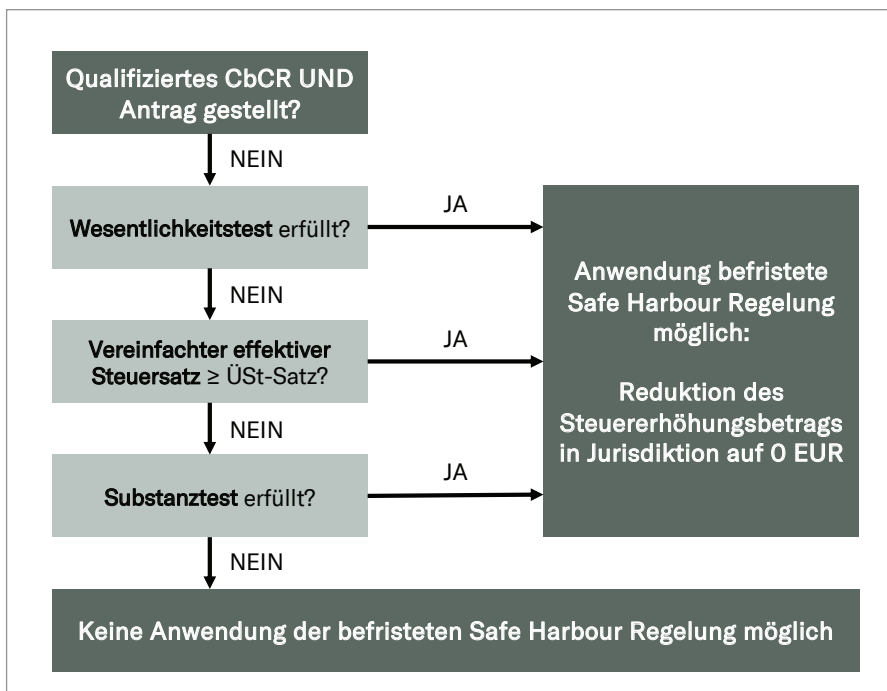 Qualifiziertes CbCR UND
Antrag gestellt?
NEIN
Wesentlichkeitstest erfüllt?
JA
NEIN
Vereinfachter effektiver
Steuersatz ≥ ÜSt-Satz?
JA
NEIN
Substanztest erfüllt?
JA
NEIN
Anwendung befristete
Safe Harbour Regelung
möglich:
Reduktion des
Steuererhöhungsbetrags
in Jurisdiktion auf 0 EUR
Keine Anwendung der befristeten Safe Harbour Regelung möglich